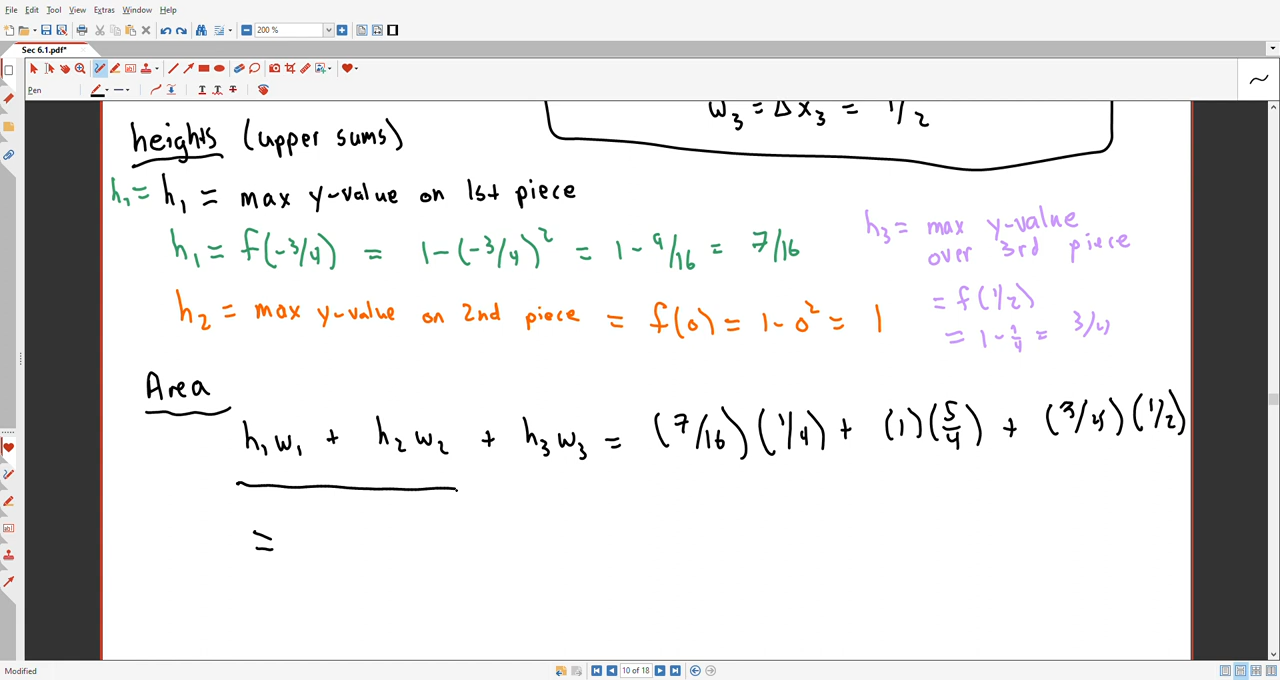 File Edit Tool View Extras Window Help
200 %
Sec 6.1.pdf*
Pen
w₃ = Δx₃ = 1/2
heights (upper sums)
h₁ = h₁ = max y-value on 1st piece
h₁ = f(-3/4) = 1-(-3/4)² = 1-9/16 = 7/16
h₂ = max y-value on 2nd piece = f(0) = 1-0² = 1
h₃ = max y-value
over 3rd piece
= f(1/2)
= 1-1/4 = 3/4
Area
h₁w₁ + h₂w₂ + h₃w₃ = (7/16)(1/4) + (1)(5/4) + (3/4)(1/2)
=
Modified
10 of 18